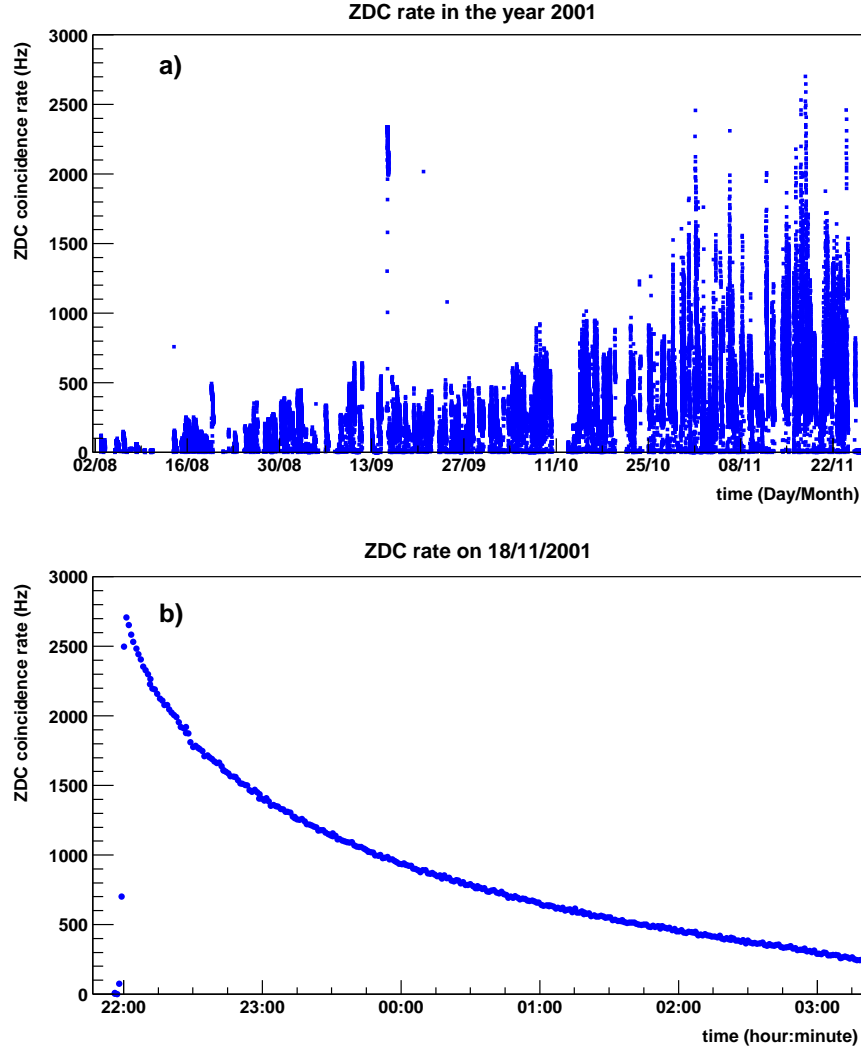 ZDC rate in the year 2001
a)
ZDC coincidence rate (Hz)
3000
2500
2000
1500
1000
500
0
02/08 16/08 30/08 13/09 27/09 11/10 25/10 08/11 22/11
time (Day/Month)
ZDC rate on 18/11/2001
b)
ZDC coincidence rate (Hz)
3000
2500
2000
1500
1000
500
0
22:00 23:00 00:00 01:00 02:00 03:00
time (hour:minute)